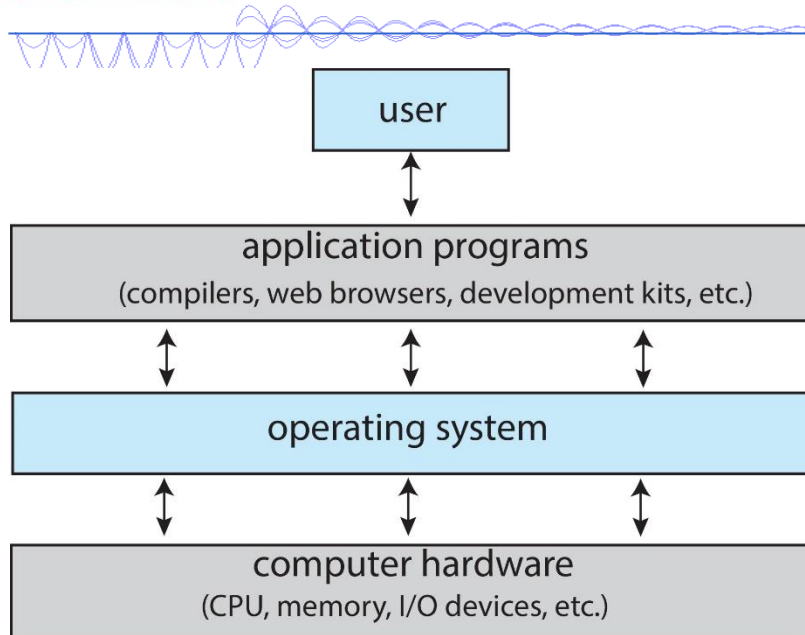 user
application programs
(compilers, web browsers, development kits, etc.)
operating system
computer hardware
(CPU, memory, I/O devices, etc.)